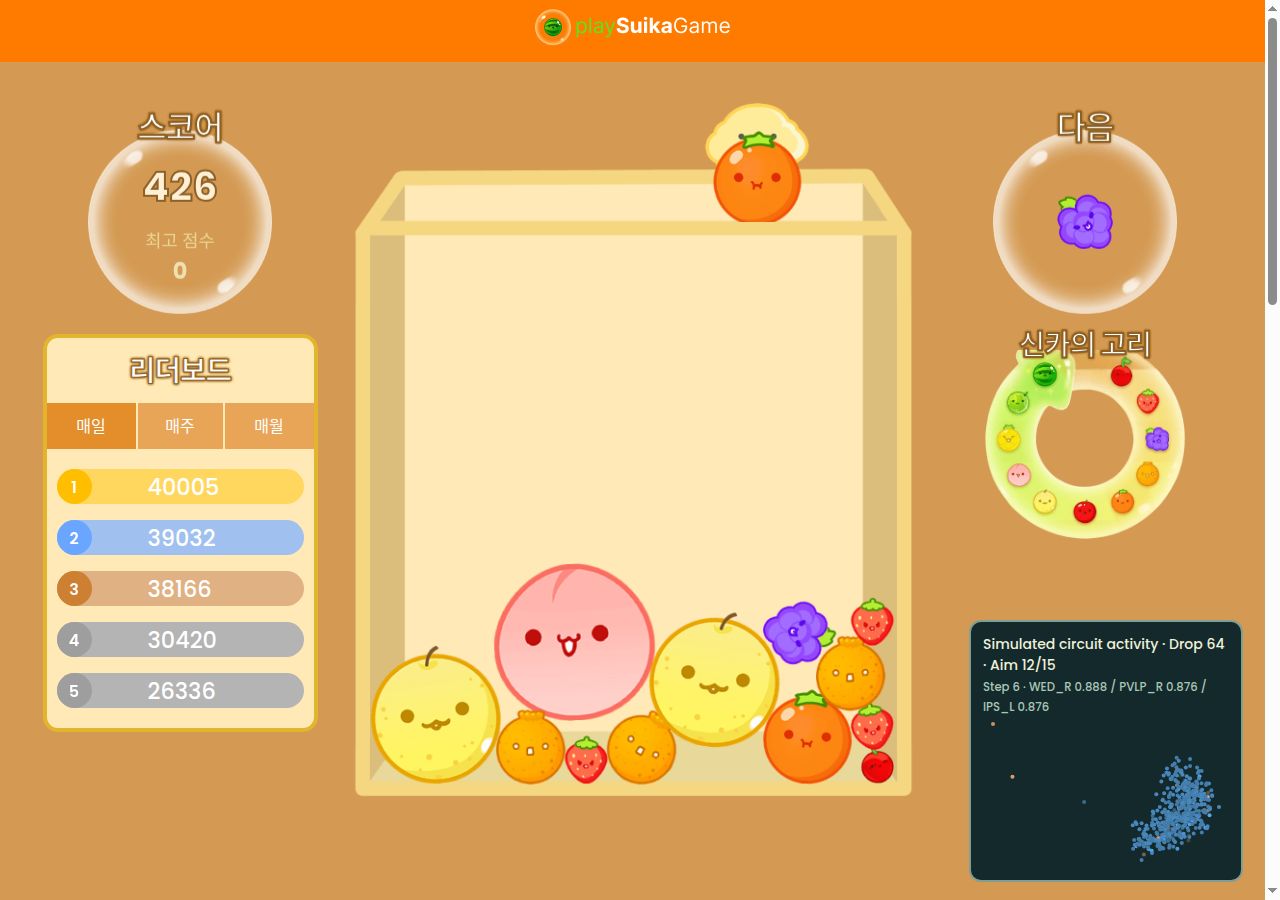 playSuikaGame
스코어
426
최고 점수
0
다음
신카의 고리
리더보드
매일 매주 매월
1 40005
2 39032
3 38166
4 30420
5 26336
Simulated circuit activity · Drop 64
· Aim 12/15
Step 6 · WED_R 0.888 / PVLP_R 0.876 /
IPS_L 0.876